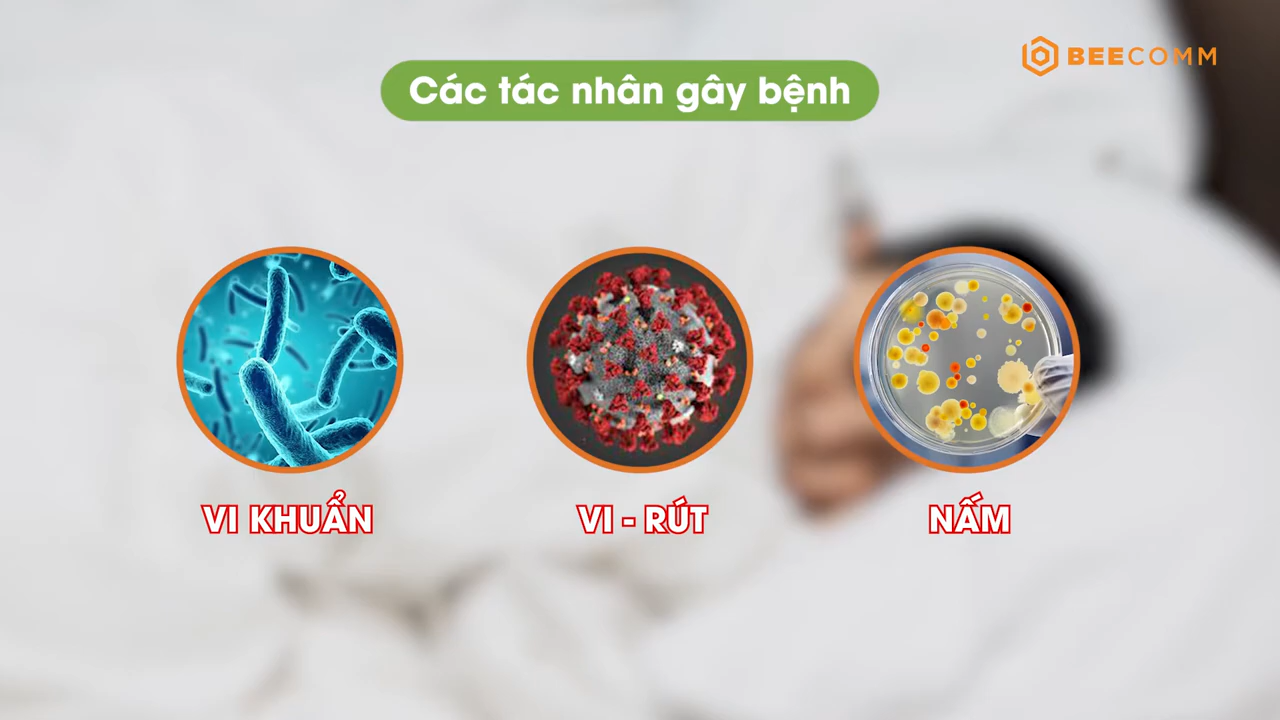 BEECOMM
Các tác nhân gây bệnh
VI KHUẨN
VI - RÚT
NẤM